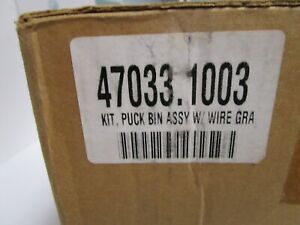 47033.1003
KIT, PUCK BIN ASSY W/ WIRE GRA